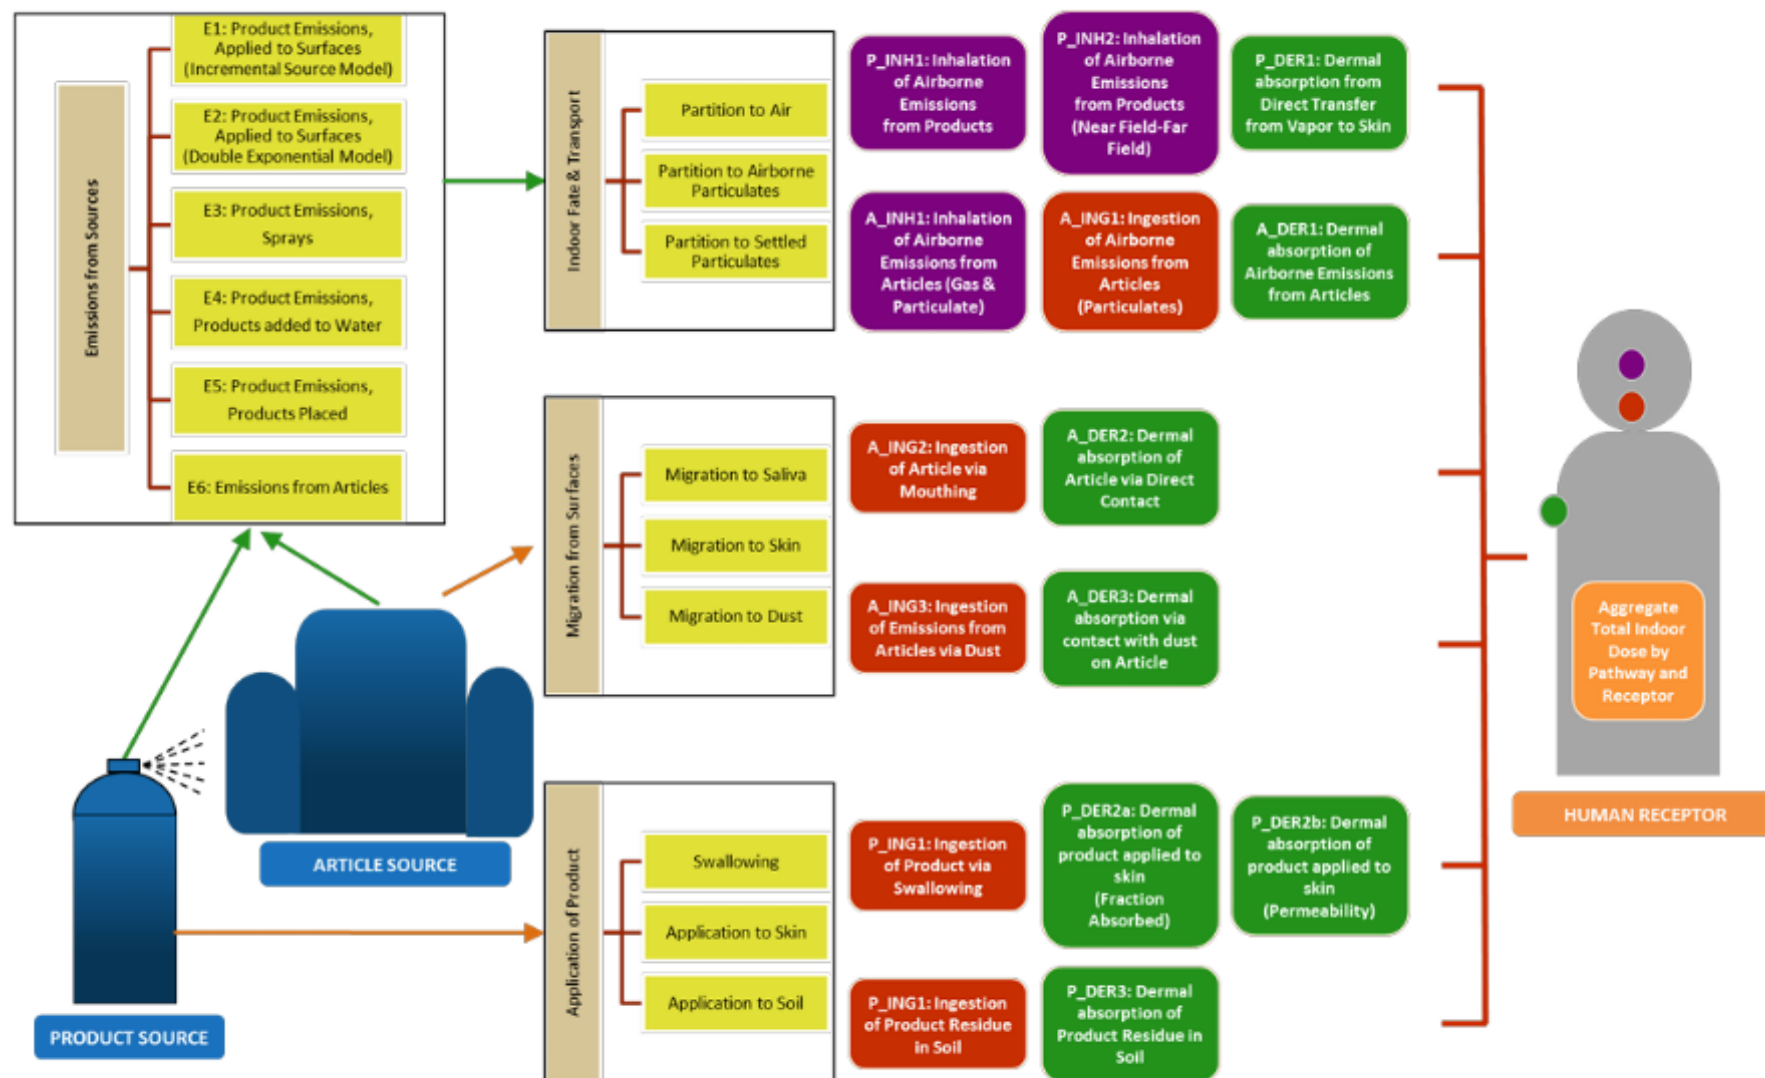 Emissions from Sources
E1: Product Emissions,
Applied to Surfaces
(Incremental Source Model)
E2: Product Emissions,
Applied to Surfaces
(Double Exponential Model)
E3: Product Emissions,
Sprays
E4: Product Emissions,
Products added to Water
E5: Product Emissions,
Products Placed
E6: Emissions from Articles
Indoor Fate & Transport
Partition to Air
Partition to Airborne
Particulates
Partition to Settled
Particulates
P_INH1: Inhalation
of Airborne
Emissions
from Products
P_INH2: Inhalation
of Airborne
Emissions
from Products
(Near Field-Far
Field)
P_DER1: Dermal
absorption from
Direct Transfer
from Vapor to Skin
A_INH1: Inhalation
of Airborne
Emissions from
Articles (Gas &
Particulate)
A_ING1: Ingestion
of Airborne
Emissions from
Articles
(Particulates)
A_DER1: Dermal
absorption of
Airborne Emissions
from Articles
Migration from Surfaces
Migration to Saliva
Migration to Skin
Migration to Dust
A_ING2: Ingestion
of Article via
Mouthing
A_DER2: Dermal
absorption of
Article via Direct
Contact
A_ING3: Ingestion
of Emissions from
Articles via Dust
A_DER3: Dermal
absorption via
contact with dust
on Article
Application of Product
Swallowing
Application to Skin
Application to Soil
P_ING1: Ingestion
of Product via
Swallowing
P_DER2a: Dermal
absorption of
product applied to
skin
(Fraction
Absorbed)
P_DER2b: Dermal
absorption of
product applied to
skin
(Permeability)
P_ING1: Ingestion
of Product Residue
in Soil
P_DER3: Dermal
absorption of
Product Residue in
Soil
ARTICLE SOURCE
PRODUCT SOURCE
Aggregate
Total Indoor
Dose by
Pathway and
Receptor
HUMAN RECEPTOR